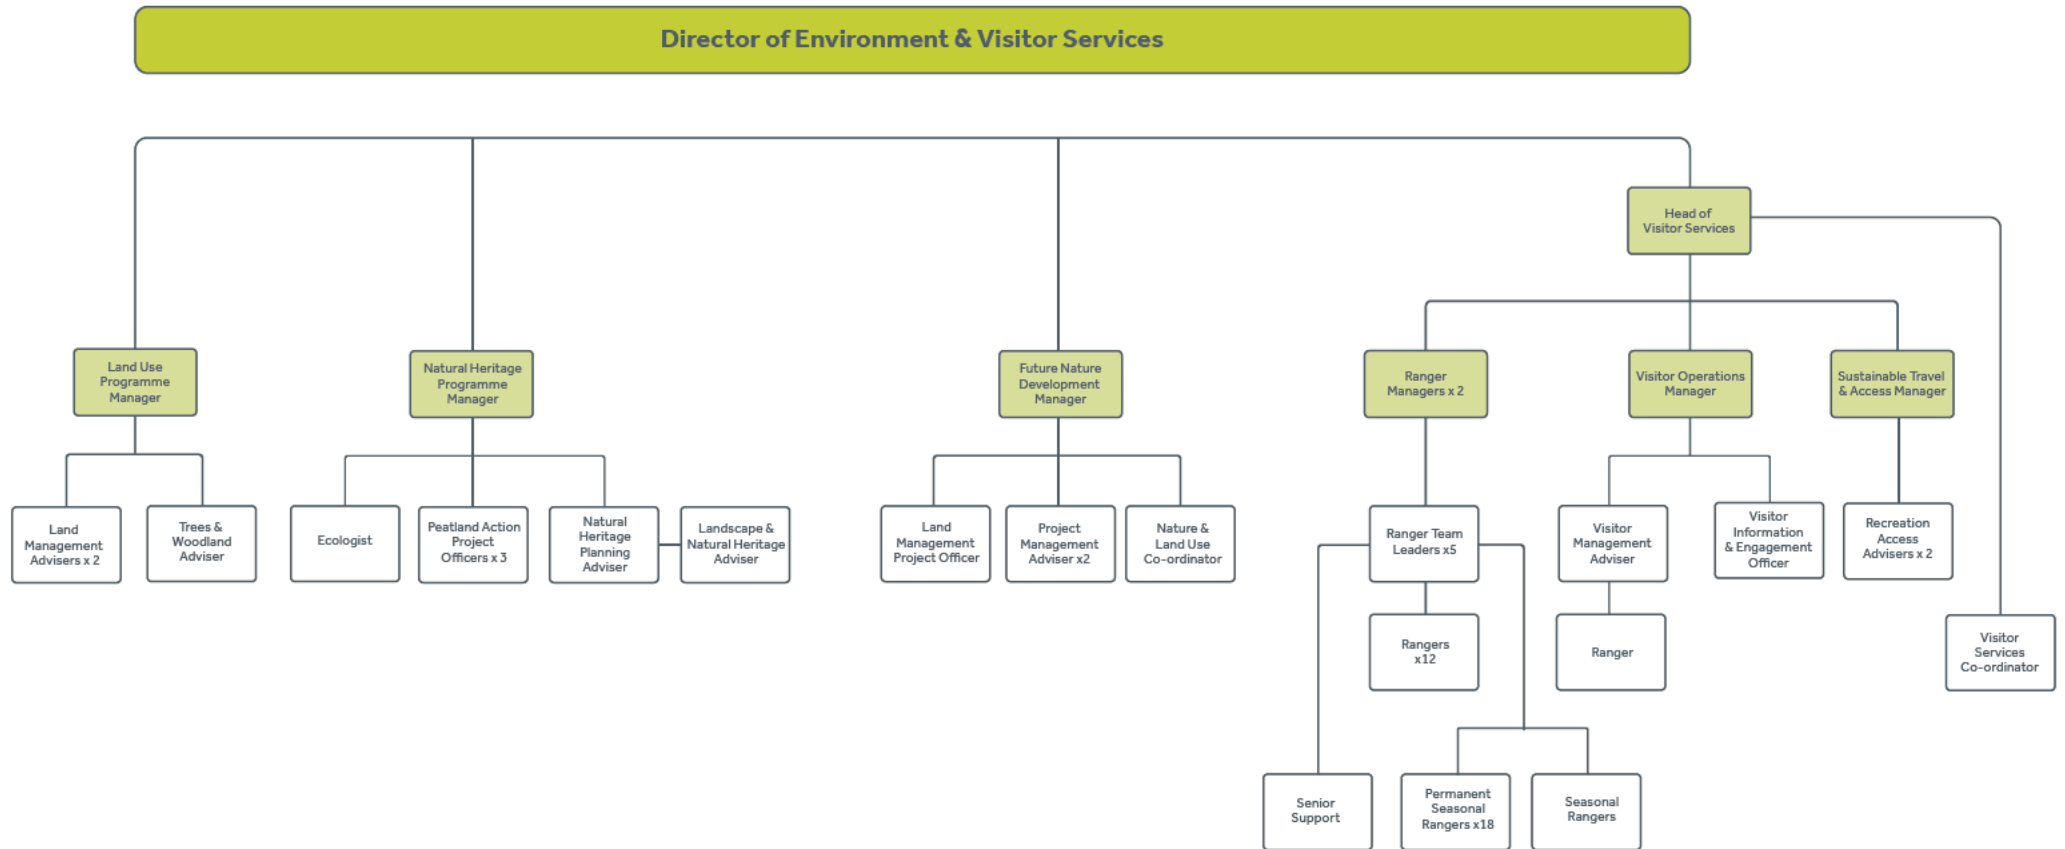 Director of Environment & Visitor Services
Head of
Visitor Services
Land Use
Programme
Manager
Natural Heritage
Programme
Manager
Future Nature
Development
Manager
Ranger
Managers x 2
Visitor Operations
Manager
Sustainable Travel
& Access Manager
Land
Management
Advisers x 2
Trees &
Woodland
Adviser
Ecologist
Peatland Action
Project
Officers x 3
Natural
Heritage
Planning
Adviser
Landscape &
Natural Heritage
Adviser
Land
Management
Project Officer
Project
Management
Adviser x2
Nature &
Land Use
Co-ordinator
Ranger Team
Leaders x5
Visitor
Management
Adviser
Visitor
Information
& Engagement
Officer
Recreation
Access
Advisers x 2
Rangers
x12
Ranger
Visitor
Services
Co-ordinator
Senior
Support
Permanent
Seasonal
Rangers x18
Seasonal
Rangers